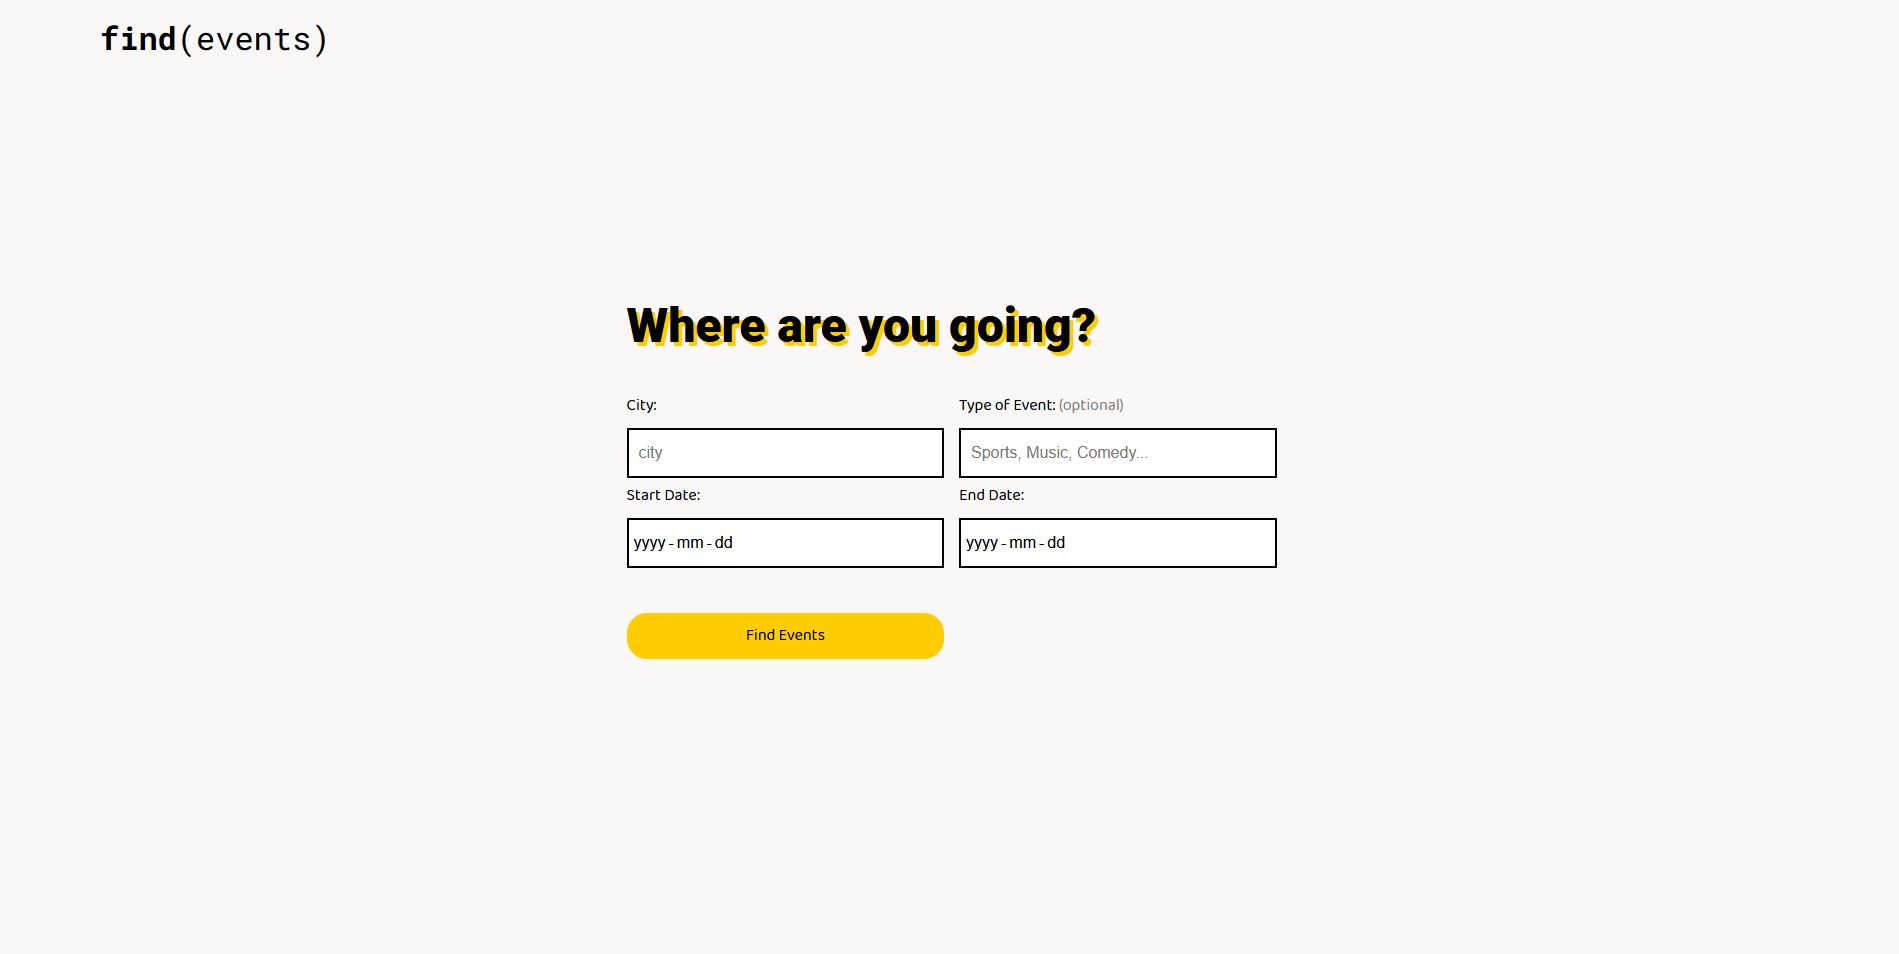 find(events)
Where are you going?
City:
Type of Event: (optional)
city
Sports, Music, Comedy...
Start Date:
End Date:
yyyy-mm-dd
yyyy-mm-dd
Find Events